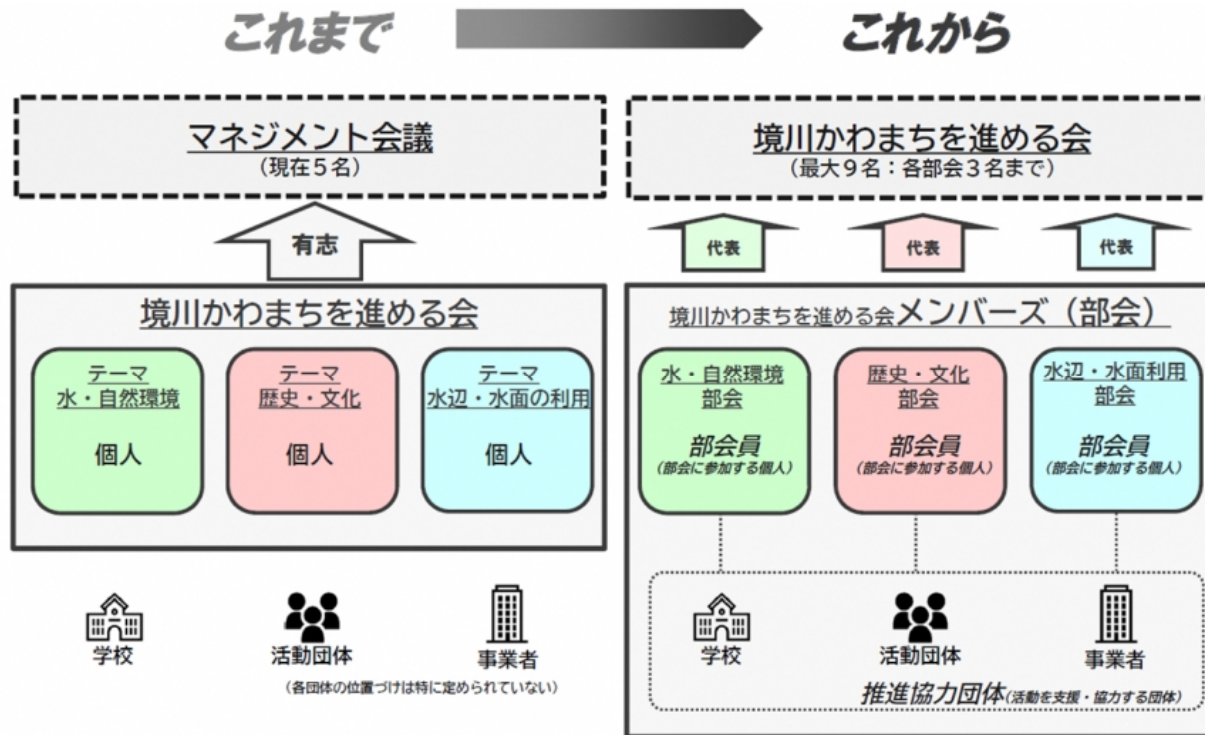 これまで
これから
マネジメント会議
（現在５名）
有志
境川かわまちを進める会
テーマ
水・自然環境
個人
テーマ
歴史・文化
個人
テーマ
水辺・水面の利用
個人
学校
活動団体
事業者
（各団体の位置づけは特に定められていない）
境川かわまちを進める会
（最大９名：各部会３名まで）
代表
代表
代表
境川かわまちを進める会メンバーズ（部会）
水・自然環境
部会
部会員
（部会に参加する個人）
歴史・文化
部会
部会員
（部会に参加する個人）
水辺・水面利用
部会
部会員
（部会に参加する個人）
学校
活動団体
事業者
推進協力団体（活動を支援・協力する団体）